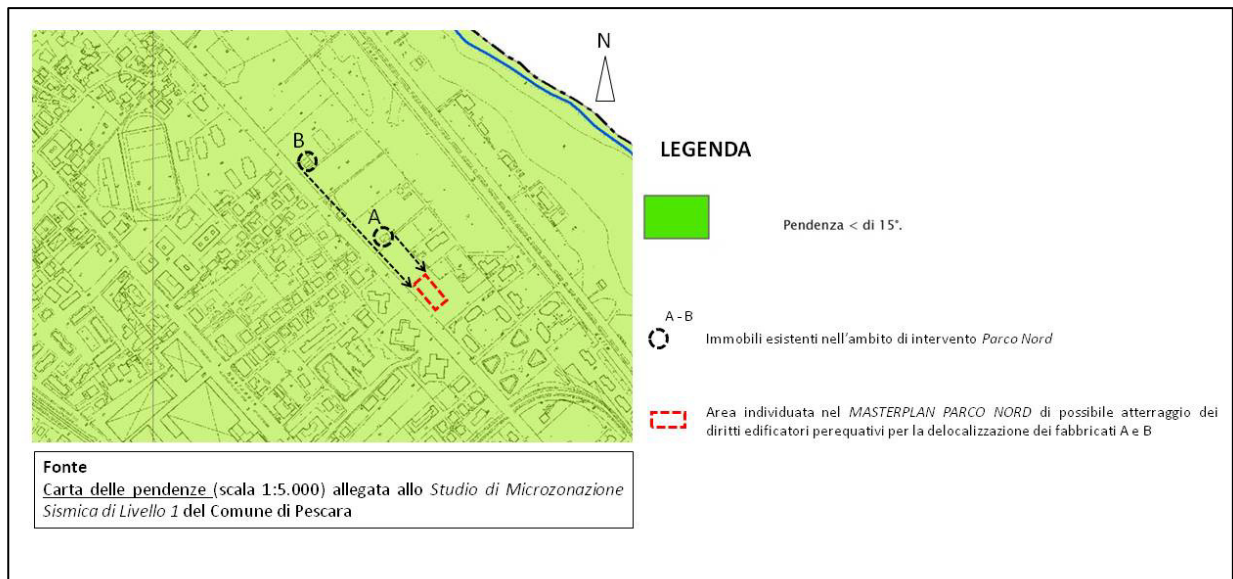 N
B
A
LEGENDA
Pendenza < di 15°.
A - B
Immobili esistenti nell'ambito di intervento Parco Nord
Area individuata nel MASTERPLAN PARCO NORD di possibile atterraggio dei
diritti edificatori perequativi per la delocalizzazione dei fabbricati A e B
Fonte
Carta delle pendenze (scala 1:5.000) allegata allo Studio di Microzonazione
Sismica di Livello 1 del Comune di Pescara